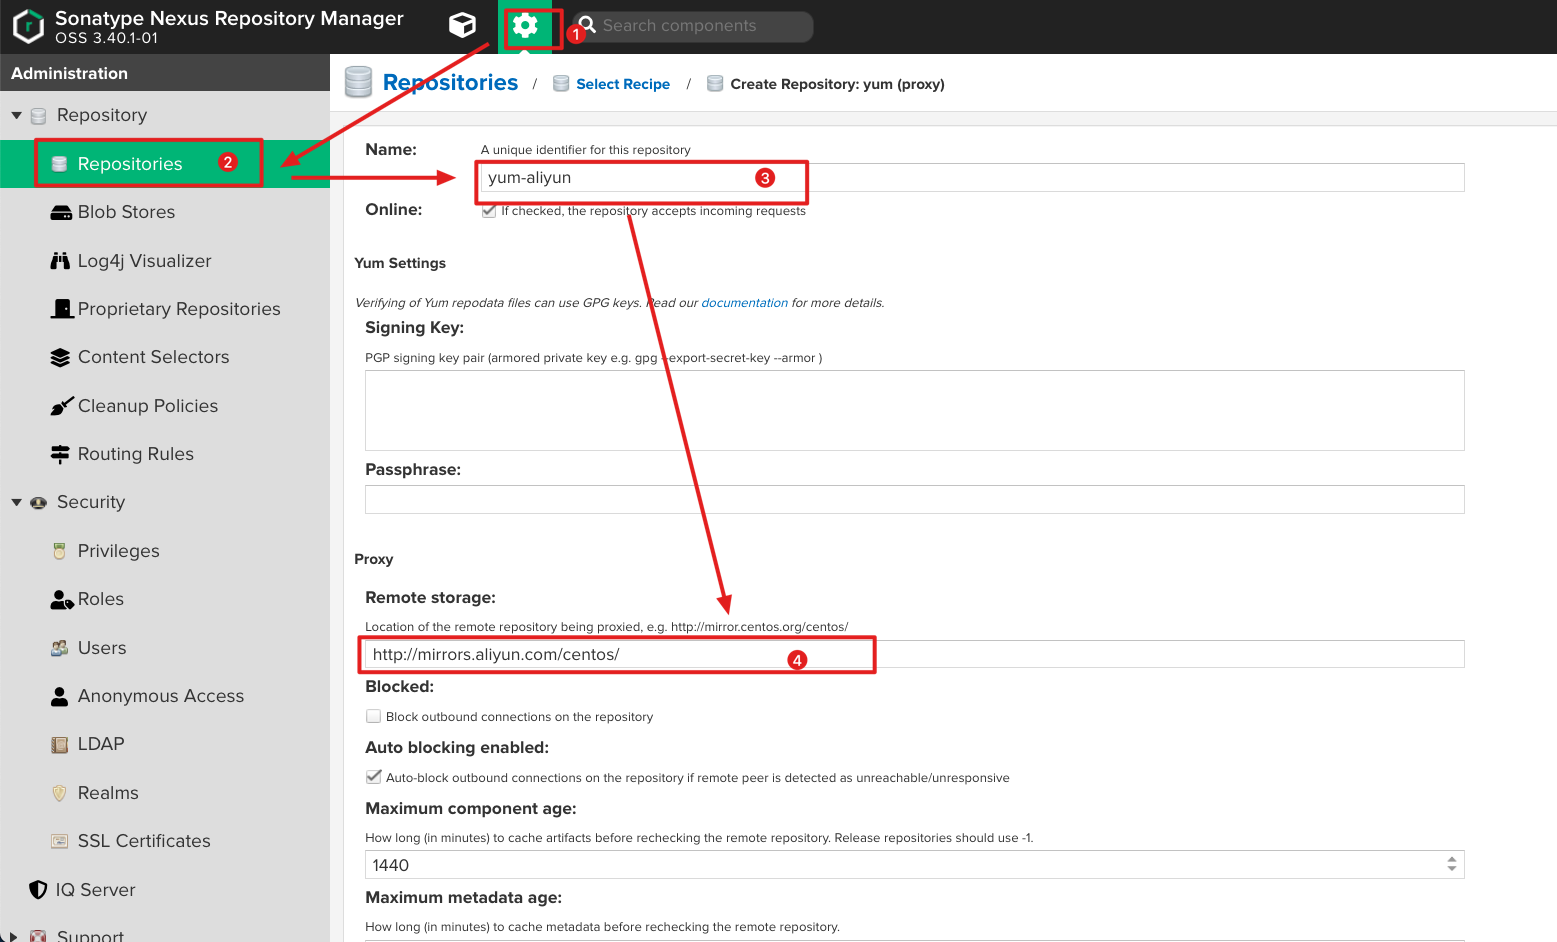 Sonatype Nexus Repository Manager
OSS 3.40.1-01
1
Search components
Administration
Repositories / Select Recipe / Create Repository: yum (proxy)
Repository
Repositories 2
Blob Stores
Log4j Visualizer
Proprietary Repositories
Content Selectors
Cleanup Policies
Routing Rules
Security
Privileges
Roles
Users
Anonymous Access
LDAP
Realms
SSL Certificates
IQ Server
Support
Name:
A unique identifier for this repository
yum-aliyun 3
Online:
If checked, the repository accepts incoming requests
Yum Settings
Verifying of Yum repodata files can use GPG keys. Read our documentation for more details.
Signing Key:
PGP signing key pair (armored private key e.g. gpg --export-secret-key --armor )
Passphrase:
Proxy
Remote storage:
Location of the remote repository being proxied, e.g. http://mirror.centos.org/centos/
http://mirrors.aliyun.com/centos/ 4
Blocked:
Block outbound connections on the repository
Auto blocking enabled:
Auto-block outbound connections on the repository if remote peer is detected as unreachable/unresponsive
Maximum component age:
How long (in minutes) to cache artifacts before rechecking the remote repository. Release repositories should use -1.
1440
Maximum metadata age:
How long (in minutes) to cache metadata before rechecking the remote repository.